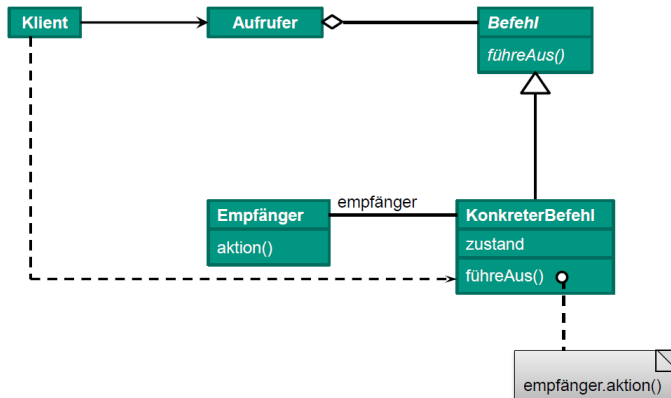 Klient
Aufrufer
Befehl
führeAus()
Empfänger
aktion()
empfänger
KonkreterBefehl
zustand
führeAus()
empfänger.aktion()